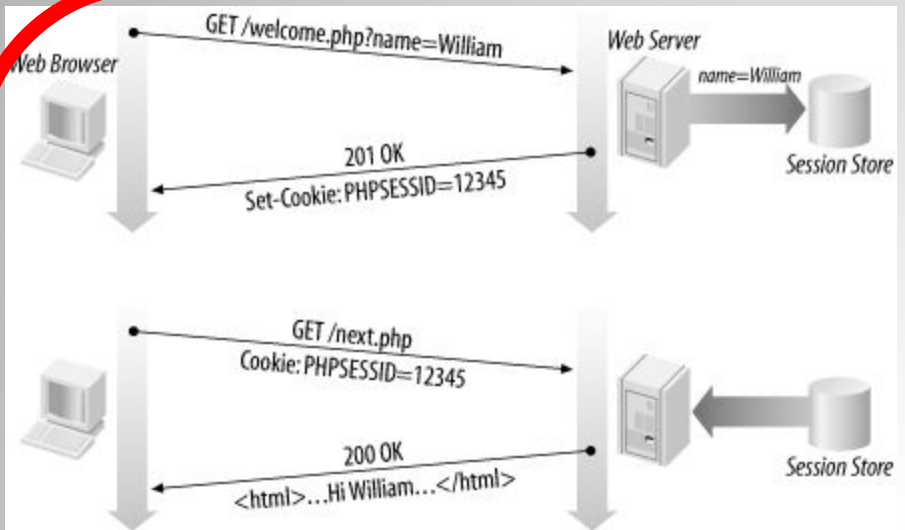 GET /welcome.php?name=William
Web Browser
Web Server
name=William
Session Store
201 OK
Set-Cookie: PHPSESSID=12345
GET /next.php
Cookie: PHPSESSID=12345
200 OK
<html>...Hi William...</html>
Session Store